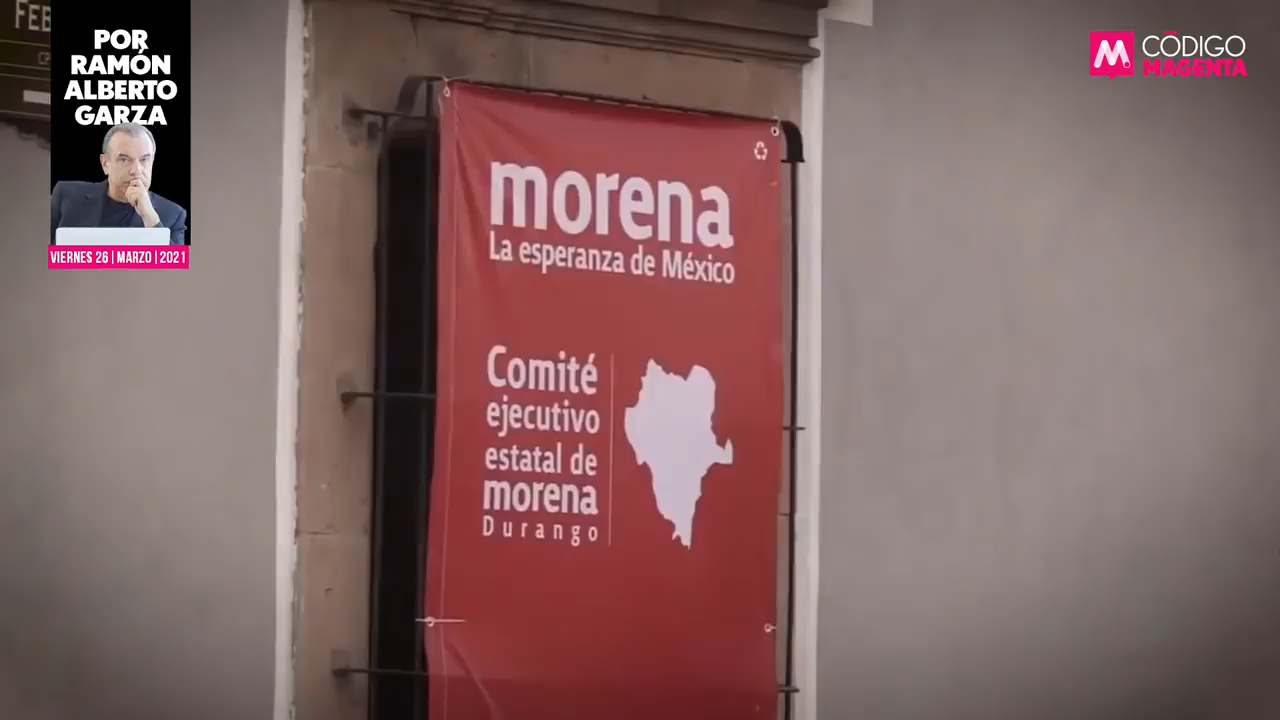 POR
RAMÓN
ALBERTO
GARZA
VIERNES 26 | MARZO | 2021
M CÓDIGO
MAGENTA
morena
La esperanza de México
Comité
ejecutivo
estatal de
morena
Durango